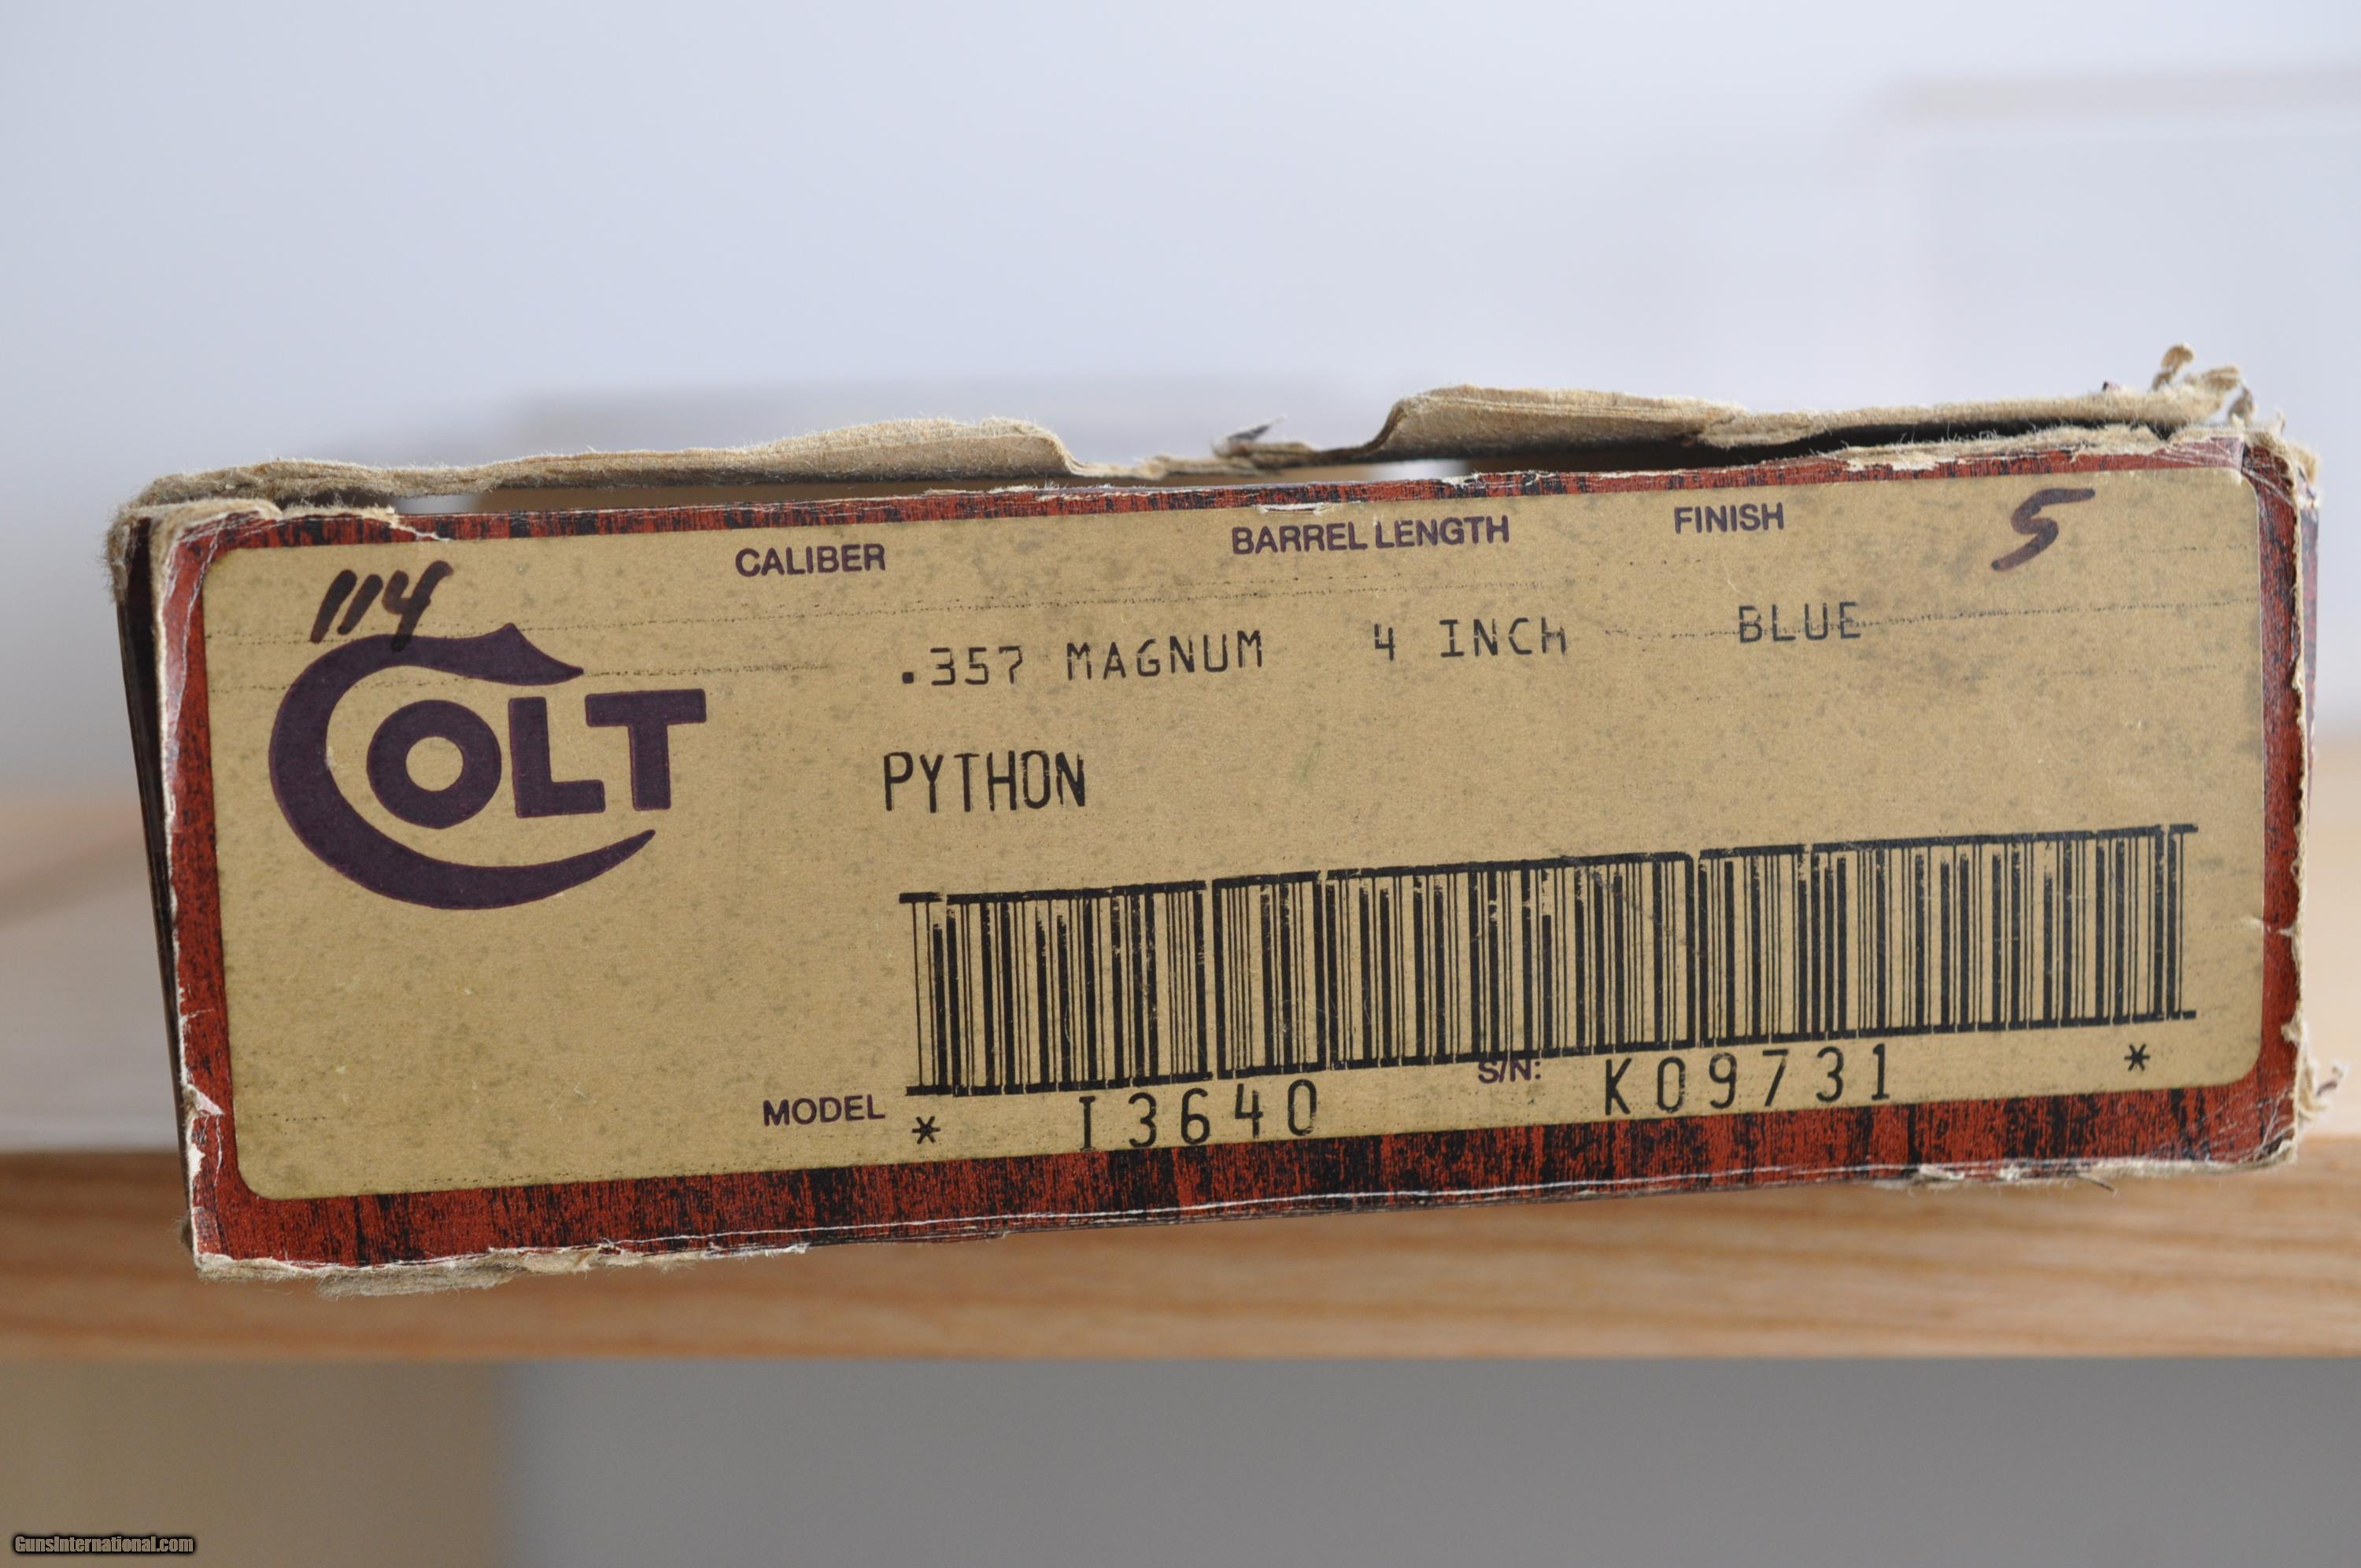 CALIBER BARREL LENGTH FINISH 5
114
COLT
.357 MAGNUM 4 INCH BLUE
PYTHON
MODEL * I3640 S/N: K09731 *
GunsInternational.com